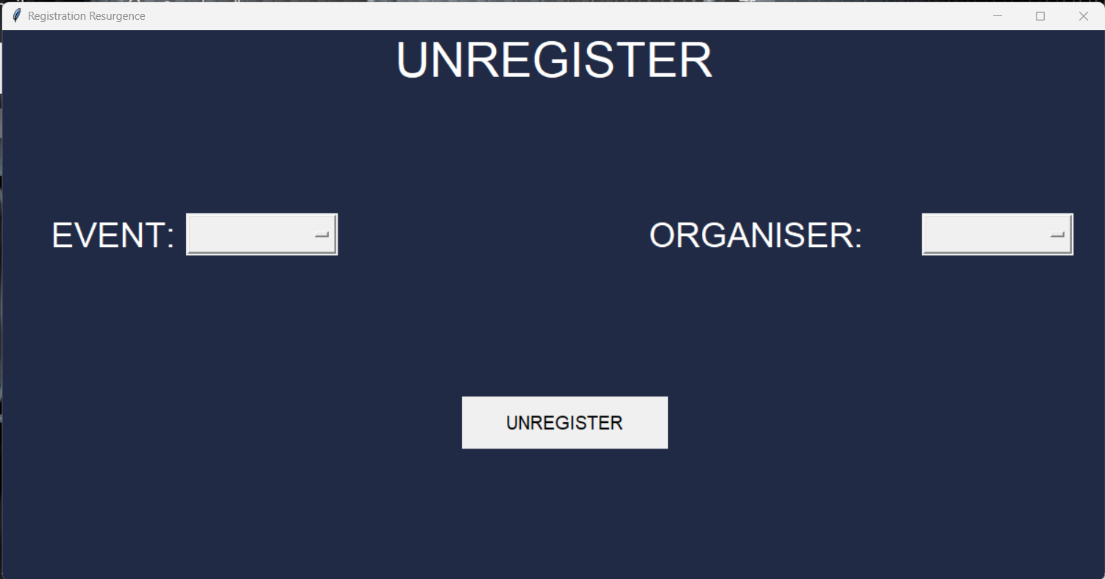 Registration Resurgence
UNREGISTER
EVENT: ORGANISER:
UNREGISTER